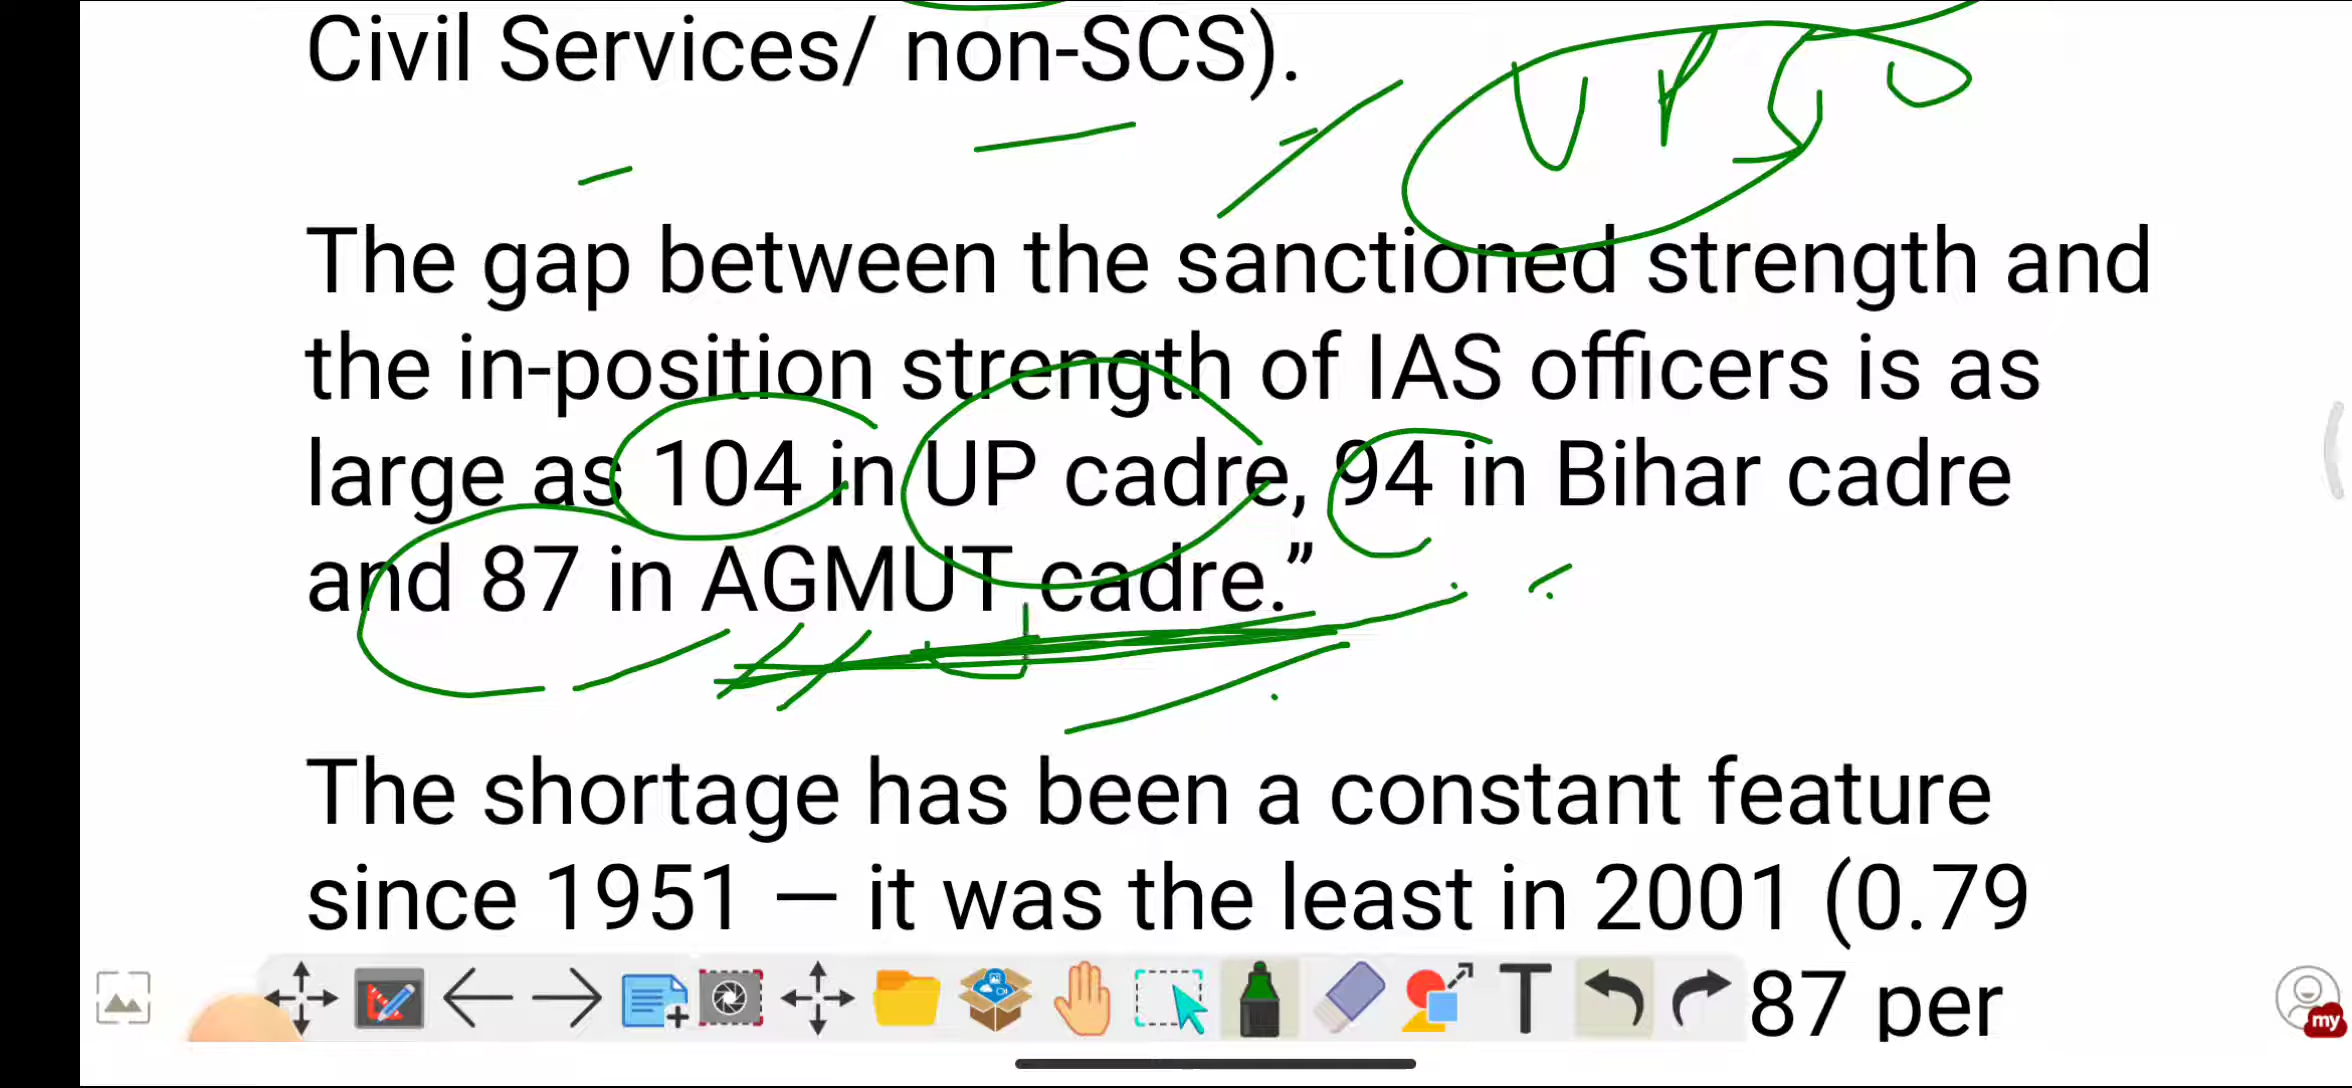 Civil Services/ non-SCS).
UPSC
The gap between the sanctioned strength and
the in-position strength of IAS officers is as
large as 104 in UP cadre, 94 in Bihar cadre
and 87 in AGMUT cadre.”
The shortage has been a constant feature
since 1951 — it was the least in 2001 (0.79
87 per
T
my